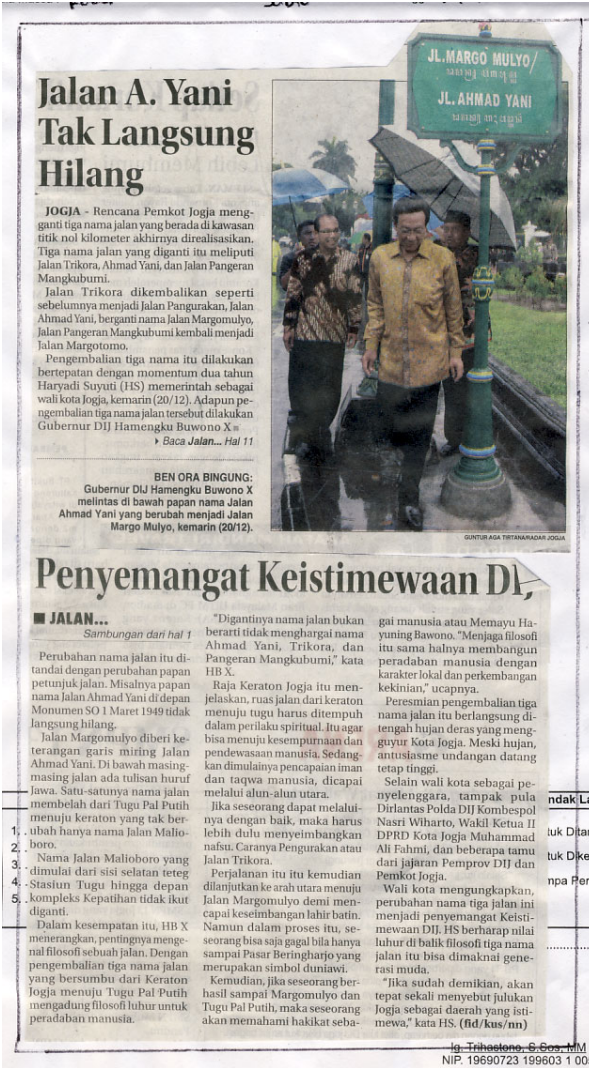 JL.MARGO MULYO/
JL.AHMAD YANI
Jalan A. Yani
Tak Langsung
Hilang
JOGJA - Rencana Pemkot Jogja meng-
ganti tiga nama jalan yang berada di kawasan
titik nol kilometer akhirnya direalisasikan.
Tiga nama jalan yang diganti itu meliputi
Jalan Trikora, Ahmad Yani, dan Jalan Pangeran
Mangkubumi.
Jalan Trikora dikembalikan seperti
sebelumnya menjadi Jalan Pangurakan, Jalan
Ahmad Yani, berganti nama Jalan Margomulyo,
Jalan Pangeran Mangkubumi kembali menjadi
Jalan Margotomo.
Pengembalian tiga nama itu dilakukan
bertepatan dengan momentum dua tahun
Haryadi Suyuti (HS) memerintah sebagai
wali kota Jogja, kemarin (20/12). Adapun pe-
ngembalian tiga nama jalan tersebut dilakukan
Gubernur DIJ Hamengku Buwono X
Baca Jalan... Hal 11
BEN ORA BINGUNG:
Gubernur DIJ Hamengku Buwono X
melintas di bawah papan nama Jalan
Ahmad Yani yang berubah menjadi Jalan
Margo Mulyo, kemarin (20/12).
GUNTUR AGA TIRTANA/RADAR JOGJA
Penyemangat Keistimewaan DI,
JALAN...
Sambungan dari hal 1
Perubahan nama jalan itu di-
tandai dengan perubahan papan
petunjuk jalan. Misalnya papan
nama Jalan Ahmad Yani di depan
Monumen SO 1 Maret 1949 tidak
langsung hilang.
Jalan Margomulyo diberi ke-
terangan garis miring Jalan
Ahmad Yani. Di bawah masing-
masing jalan ada tulisan huruf
Jawa. Satu-satunya nama jalan
membelah dari Tugu Pal Putih
menuju keraton yang tak ber-
ubah hanya nama Jalan Malio-
boro.
Nama Jalan Malioboro yang
dimulai dari sisi selatan teteg
Stasiun Tugu hingga depan
kompleks Kepatihan tidak ikut
diganti.
Dalam kesempatan itu, HB X
menerangkan, pentingnya menge-
nal filosofi sebuah jalan. Dengan
pengembalian tiga nama jalan
yang bersumbu dari Keraton
Jogja menuju Tugu Pal Putih
mengadung filosofi luhur untuk
peradaban manusia.
"Digantinya nama jalan bukan
berarti tidak menghargai nama
Ahmad Yani, Trikora, dan
Pangeran Mangkubumi," kata
HB X.
Raja Keraton Jogja itu men-
jelaskan, ruas jalan dari keraton
menuju tugu harus ditempuh
dalam perilaku spiritual. Itu agar
bisa menuju kesempurnaan dan
pendewasaan manusia. Sedang-
kan dimulainya pencapaian iman
dan taqwa manusia, dicapai
melalui alun-alun utara.
Jika seseorang dapat melalui-
nya dengan baik, maka harus
lebih dulu menyeimbangkan
nafsu. Caranya Pengurakan atau
Jalan Trikora.
Perjalanan itu itu kemudian
dilanjutkan ke arah utara menuju
Jalan Margomulyo demi men-
capai keseimbangan lahir batin.
Namun dalam proses itu, se-
seorang bisa saja gagal bila hanya
sampai Pasar Beringharjo yang
merupakan simbol duniawi.
Kemudian, jika seseorang ber-
hasil sampai Margomulyo dan
Tugu Pal Putih, maka seseorang
akan memahami hakikat seba-
gai manusia atau Memayu Ha-
yuning Bawono. "Menjaga filosofi
itu sama halnya membangun
peradaban manusia dengan
karakter lokal dan perkembangan
kekinian," ucapnya.
Peresmian pengembalian tiga
nama jalan itu berlangsung di-
tengah hujan deras yang meng-
guyur Kota Jogja. Meski hujan,
antusiasme undangan datang
tetap tinggi.
Selain wali kota sebagai pe-
nyelenggara, tampak pula
Dirlantas Polda DIJ Kombespol
Nasri Wiharto, Wakil Ketua II
DPRD Kota Jogja Muhammad
Ali Fahmi, dan beberapa tamu
dari jajaran Pemprov DIJ dan
Pemkot Jogja.
Wali kota mengungkapkan,
perubahan nama tiga jalan ini
menjadi penyemangat Keisti-
mewaan DIJ. HS berharap nilai
luhur di balik filosofi tiga nama
jalan itu bisa dimaknai gene-
rasi muda.
"Jika sudah demikian, akan
tepat sekali menyebut julukan
Jogja sebagai daerah yang isti-
mewa," kata HS. (fid/kus/nn)
1.
2.
3.
4.
5.
ndak La
tuk Ditan
tuk Dike
mpa Per
Ig. Trihastono, S.Sos, MM
NIP. 19690723 199603 1 005